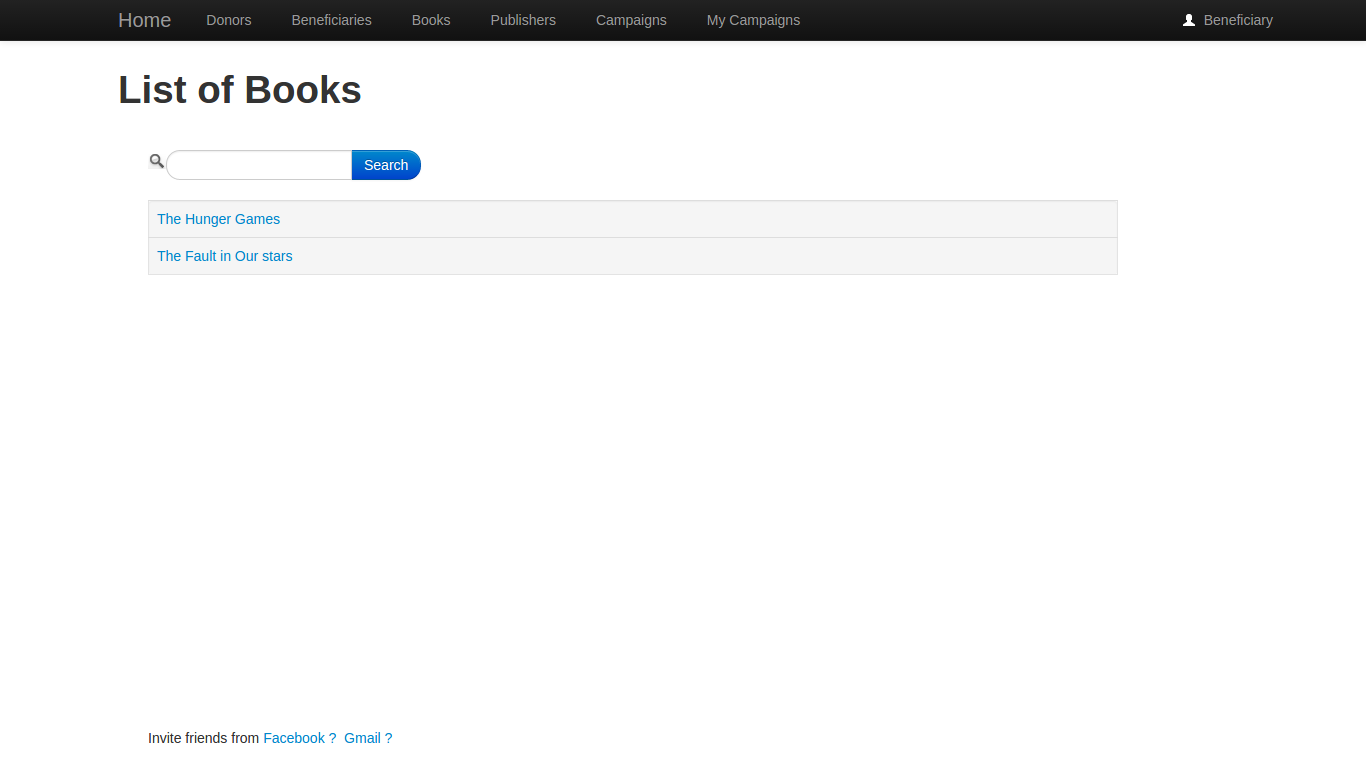 Home Donors Beneficiaries Books Publishers Campaigns My Campaigns Beneficiary
List of Books
Search
The Hunger Games
The Fault in Our stars
Invite friends from Facebook ? Gmail ?